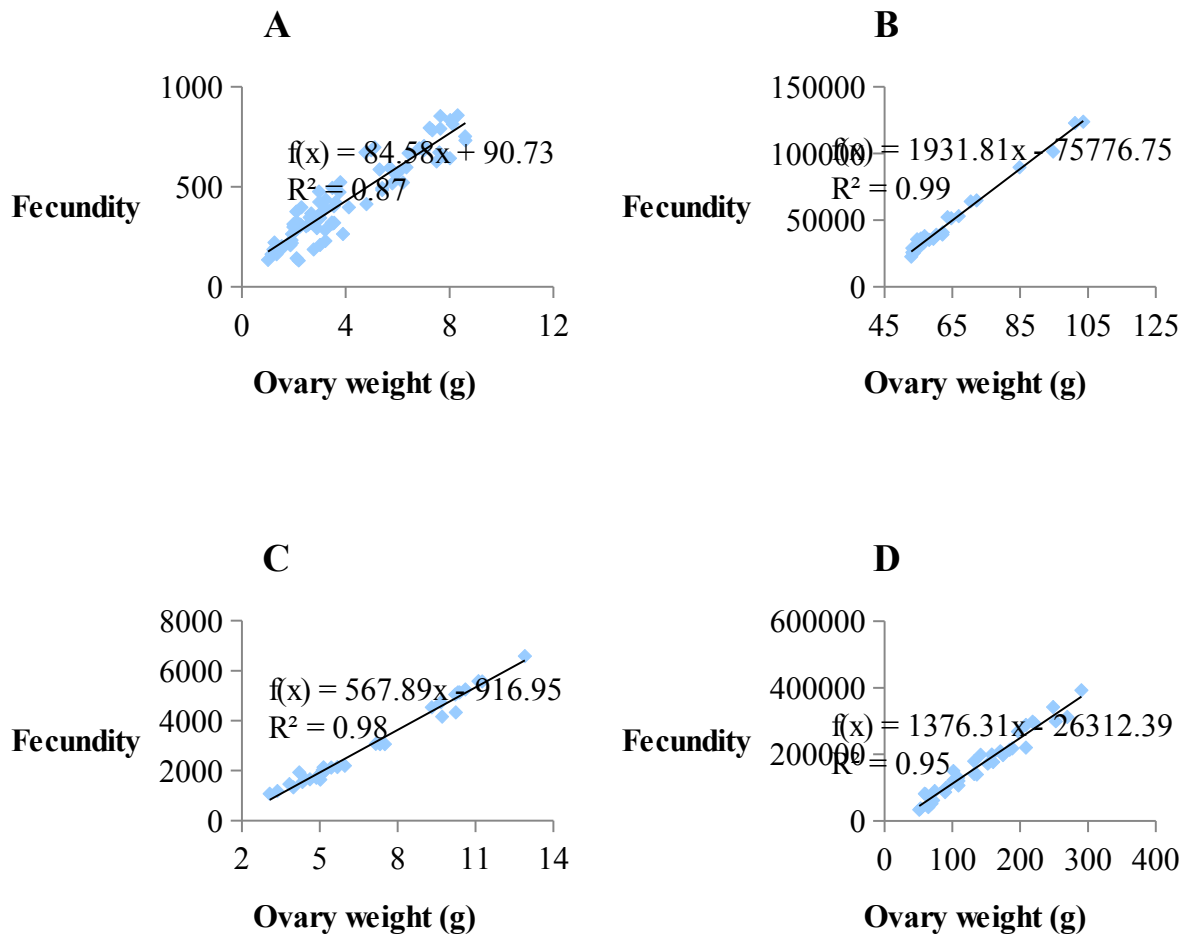 A
1000
500
0
Fecundity
f(x) = 84.58x + 90.73
R² = 0.87
0 4 8 12
Ovary weight (g)
B
150000
100000
50000
0
Fecundity
f(x) = 1931.81x - 75776.75
R² = 0.99
45 65 85 105 125
Ovary weight (g)
C
8000
6000
4000
2000
0
Fecundity
f(x) = 567.89x - 916.95
R² = 0.98
2 5 8 11 14
Ovary weight (g)
D
600000
400000
200000
0
Fecundity
f(x) = 1376.31x - 26312.39
R² = 0.95
0 100 200 300 400
Ovary weight (g)